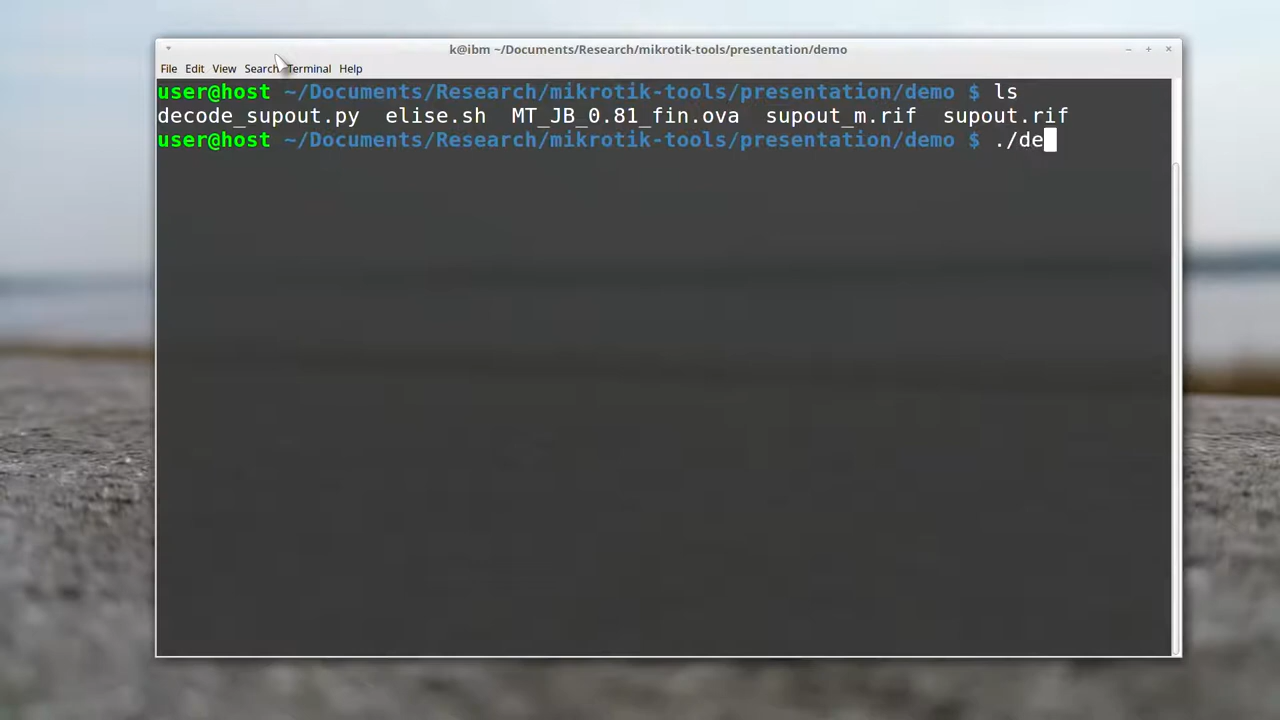 k@ibm ~/Documents/Research/mikrotik-tools/presentation/demo
File Edit View Search Terminal Help
user@host ~/Documents/Research/mikrotik-tools/presentation/demo $ ls
decode_supout.py elise.sh MT_JB_0.81_fin.ova supout_m.rif supout.rif
user@host ~/Documents/Research/mikrotik-tools/presentation/demo $ ./de